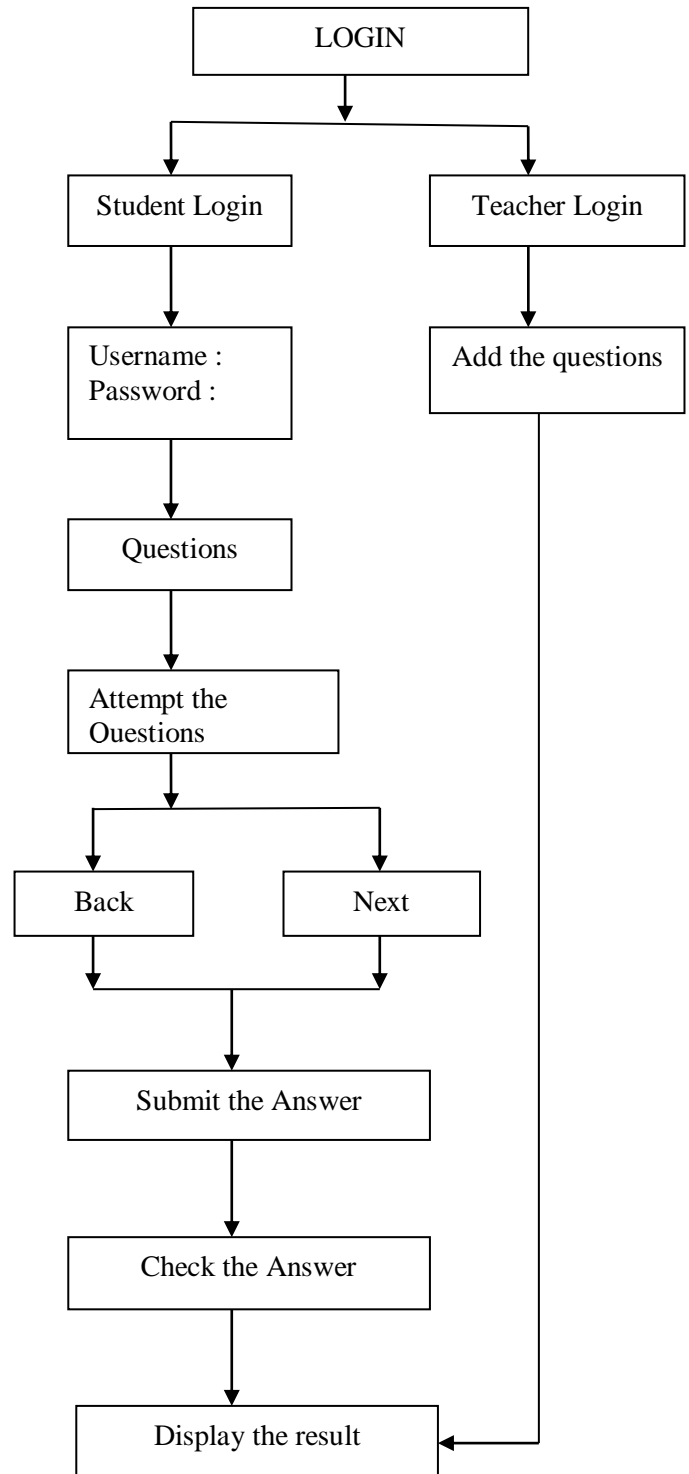 LOGIN
Student Login
Teacher Login
Username :
Password :
Add the questions
Questions
Attempt the
Ouestions
Back
Next
Submit the Answer
Check the Answer
Display the result